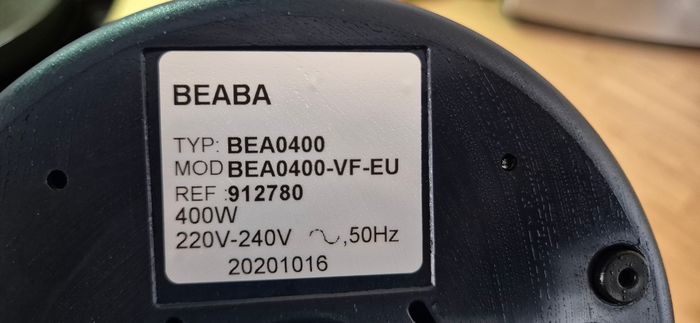 BEABA
TYP: BEA0400
MOD BEA0400-VF-EU
REF :912780
400W
220V-240V ~,50Hz
20201016